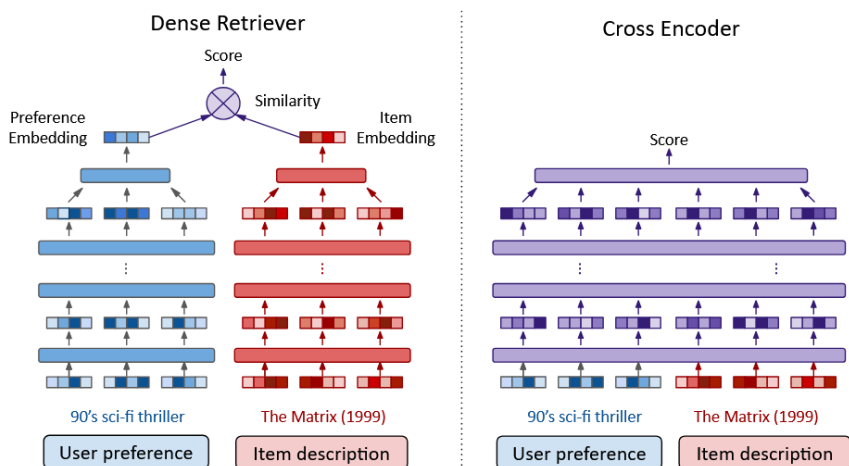 Dense Retriever
Score
Similarity
Preference
Embedding
Item
Embedding
90's sci-fi thriller
The Matrix (1999)
User preference
Item description
Cross Encoder
Score
90's sci-fi thriller
The Matrix (1999)
User preference
Item description